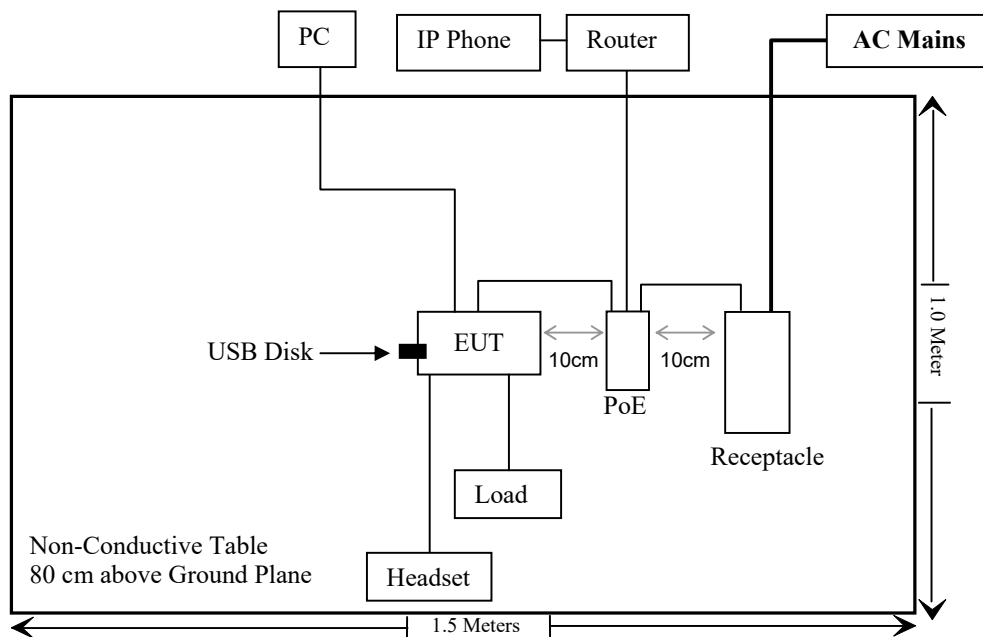 PC
IP Phone
Router
AC Mains
USB Disk
EUT
10cm
10cm
PoE
Receptacle
1.0 Meter
Load
Non-Conductive Table
80 cm above Ground Plane
Headset
1.5 Meters